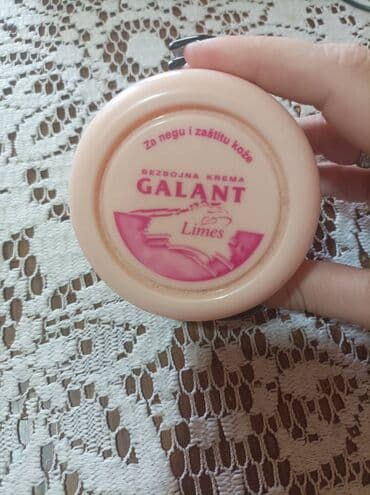 Za negu i zaštitu kože
BEZBOJNA KREMA
GALANT
Limes